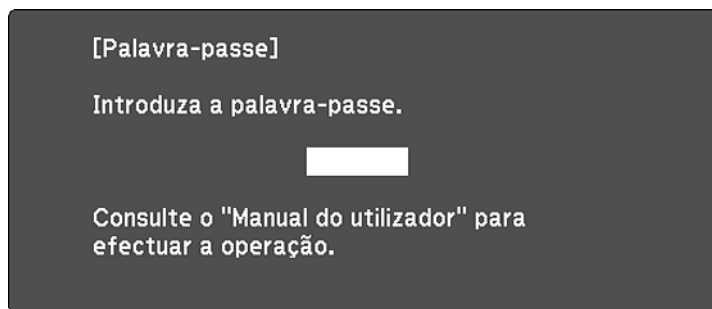 [Palavra-passe]
Introduza a palavra-passe.
Consulte o "Manual do utilizador" para
efectuar a operação.